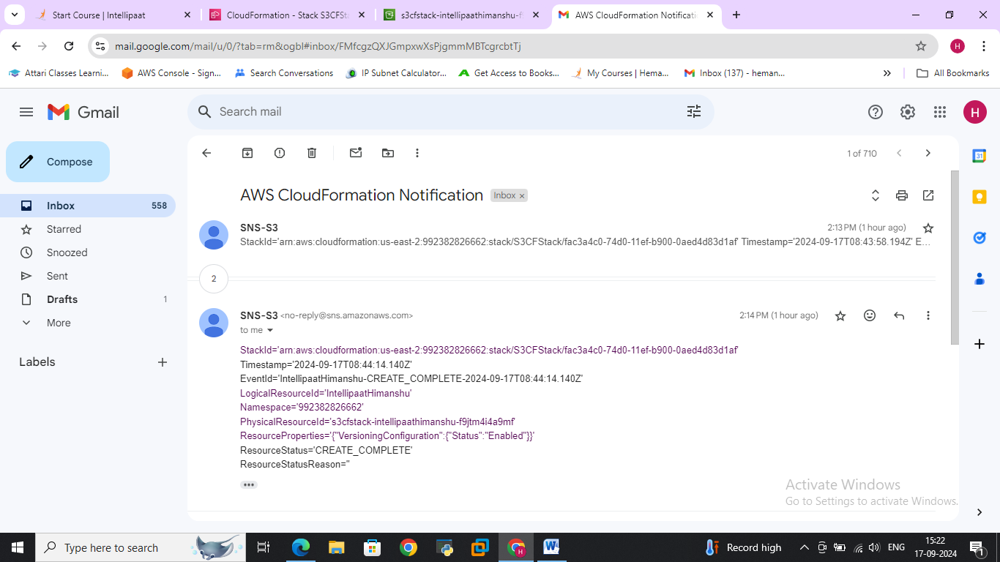 Start Course | Intellipaat
CloudFormation - Stack S3CFSta
s3cfstack-intellipaathimanshu-f9
AWS CloudFormation Notificatio
mail.google.com/mail/u/0/?tab=rm&ogbl#inbox/FMfcgzQXJGmpxwXsPjgmmMBTcgrcbtTj
H
Attari Classes Learni...
AWS Console - Sign...
Search Conversations
IP Subnet Calculator...
Get Access to Books...
My Courses | Hema...
Inbox (137) - heman...
All Bookmarks
Gmail
Search mail
H
Compose
1 of 710
Inbox 558
Starred
Snoozed
Sent
Drafts 1
More
Labels
AWS CloudFormation Notification
Inbox ×
SNS-S3
2:13 PM (1 hour ago)
StackId='arn:aws:cloudformation:us-east-2:992382826662:stack/S3CFStack/fac3a4c0-74d0-11ef-b900-0aed4d83d1af' Timestamp='2024-09-17T08:43:58.194Z' E...
2
SNS-S3 <no-reply@sns.amazonaws.com>
2:14 PM (1 hour ago)
to me
StackId='arn:aws:cloudformation:us-east-2:992382826662:stack/S3CFStack/fac3a4c0-74d0-11ef-b900-0aed4d83d1af'
Timestamp='2024-09-17T08:44:14.140Z'
EventId='IntellipaatHimanshu-CREATE_COMPLETE-2024-09-17T08:44:14.140Z'
LogicalResourceId='IntellipaatHimanshu'
Namespace='992382826662'
PhysicalResourceId='s3cfstack-intellipaathimanshu-f9jtm4i4a9mf'
ResourceProperties='{"VersioningConfiguration":{"Status":"Enabled"}}'
ResourceStatus='CREATE_COMPLETE'
ResourceStatusReason=''
31
Activate Windows
Go to Settings to activate Windows.
Type here to search
Record high
ENG
15:22
17-09-2024
1